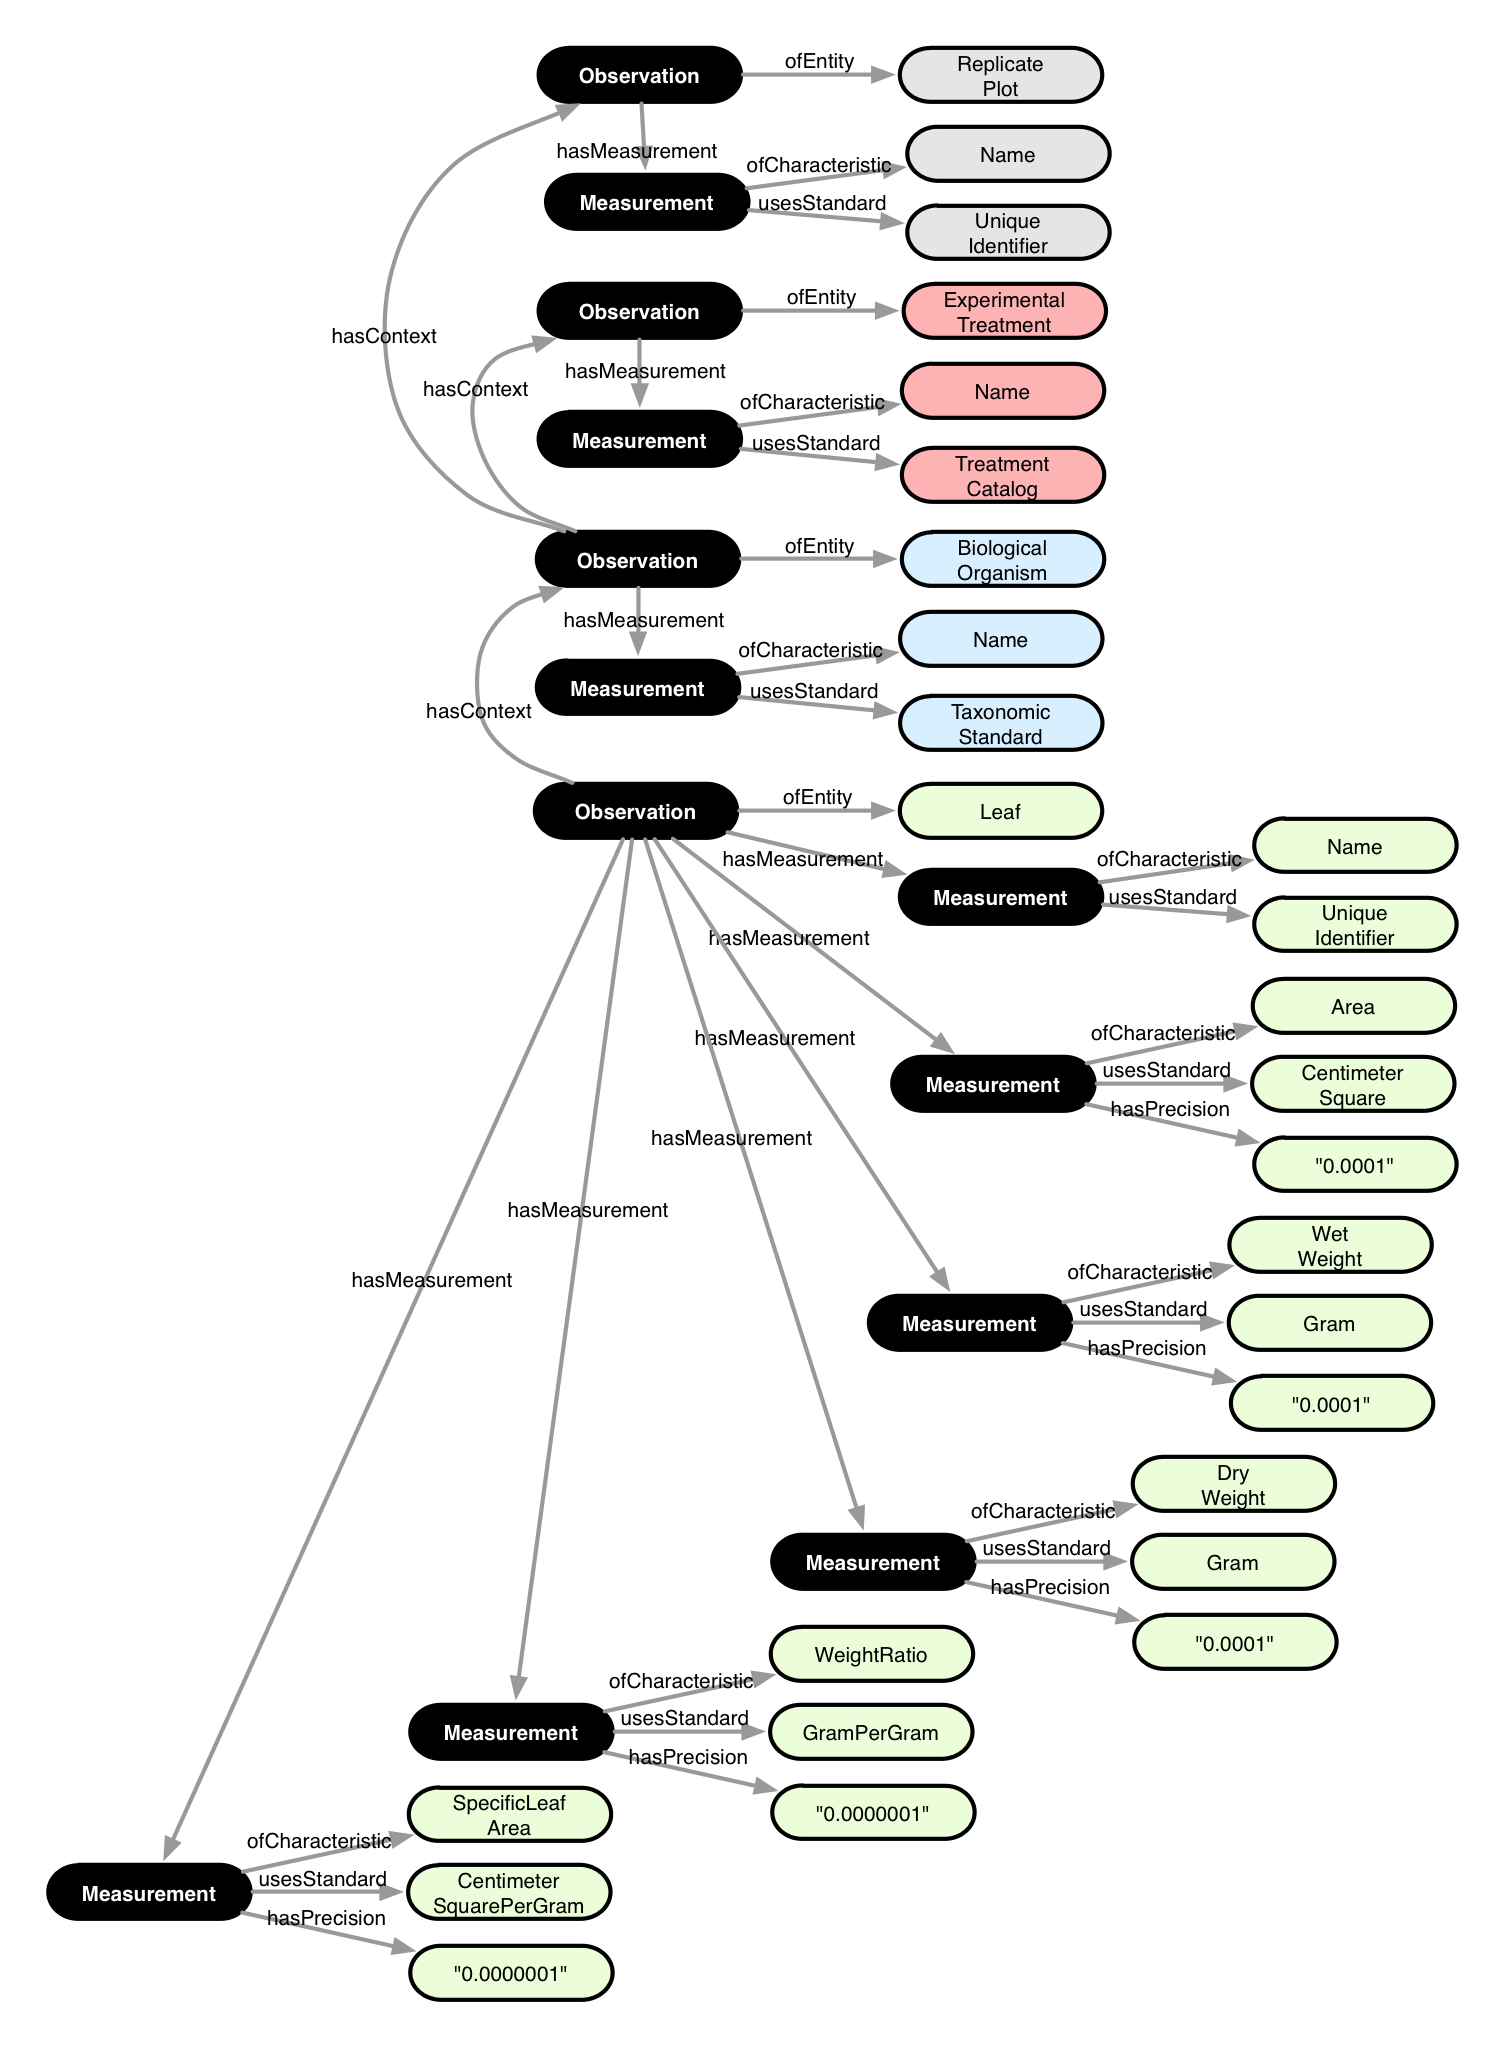 Observation
ofEntity
Replicate
Plot
hasMeasurement
Measurement
ofCharacteristic
Name
usesStandard
Unique
Identifier
hasContext
Observation
ofEntity
Experimental
Treatment
hasContext
hasMeasurement
Measurement
ofCharacteristic
Name
usesStandard
Treatment
Catalog
Observation
ofEntity
Biological
Organism
hasMeasurement
Measurement
ofCharacteristic
Name
usesStandard
Taxonomic
Standard
hasContext
Observation
ofEntity
Leaf
hasMeasurement
Measurement
ofCharacteristic
Name
usesStandard
Unique
Identifier
hasMeasurement
Measurement
ofCharacteristic
Area
usesStandard
Centimeter
Square
hasPrecision
"0.0001"
hasMeasurement
Measurement
ofCharacteristic
Wet
Weight
usesStandard
Gram
hasPrecision
"0.0001"
hasMeasurement
Measurement
ofCharacteristic
Dry
Weight
usesStandard
Gram
hasPrecision
"0.0001"
hasMeasurement
Measurement
ofCharacteristic
WeightRatio
usesStandard
GramPerGram
hasPrecision
"0.0000001"
hasMeasurement
Measurement
ofCharacteristic
SpecificLeaf
Area
usesStandard
Centimeter
SquarePerGram
hasPrecision
"0.0000001"